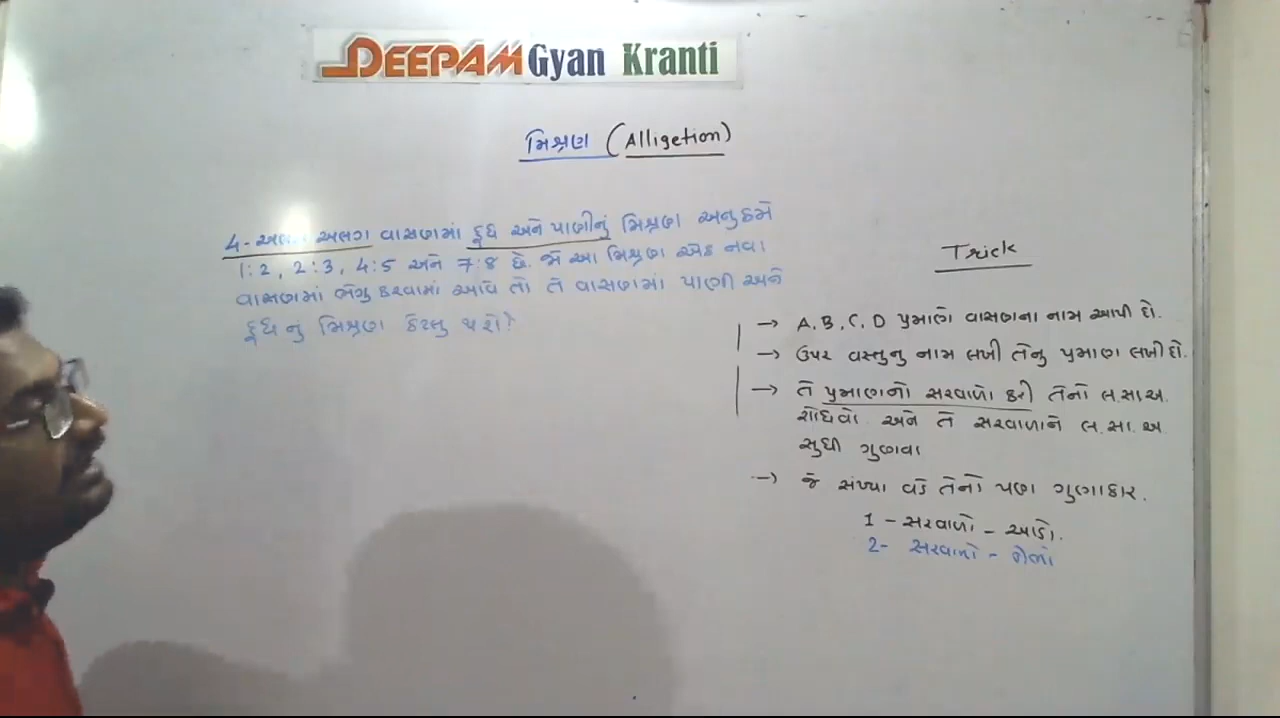 DEEPAM Gyan Kranti
મિશ્રણ (Alligetion)
4 - અલગ અલગ વાસણમાં દૂધ અને પાણીનું મિશ્રણ અનુક્રમે
1:2, 2:3, 4:5 અને 7:8 છે. જો આ મિશ્રણ એક નવા
વાસણમાં ભેગુ કરવામાં આવે તો તે વાસણમાં પાણી અને
દૂધ નું મિશ્રણ કેટલુ થશે?
Trick
→ A, B, C, D પ્રમાણે વાસણના નામ આપી દો.
→ ઉપર વસ્તુનુ નામ લખી તેનુ પ્રમાણ લખી દો.
→ તે પ્રમાણનો સરવાળો કરી તેનો લ.સા.અ.
શોધવો અને તે સરવાળાને લ.સા.અ
સુધી ગુણવા
→ જે સંખ્યા વડે તેનો પણ ગુણાકાર.
1 - સરવાળો - આડો.
2 - સરવાળો -